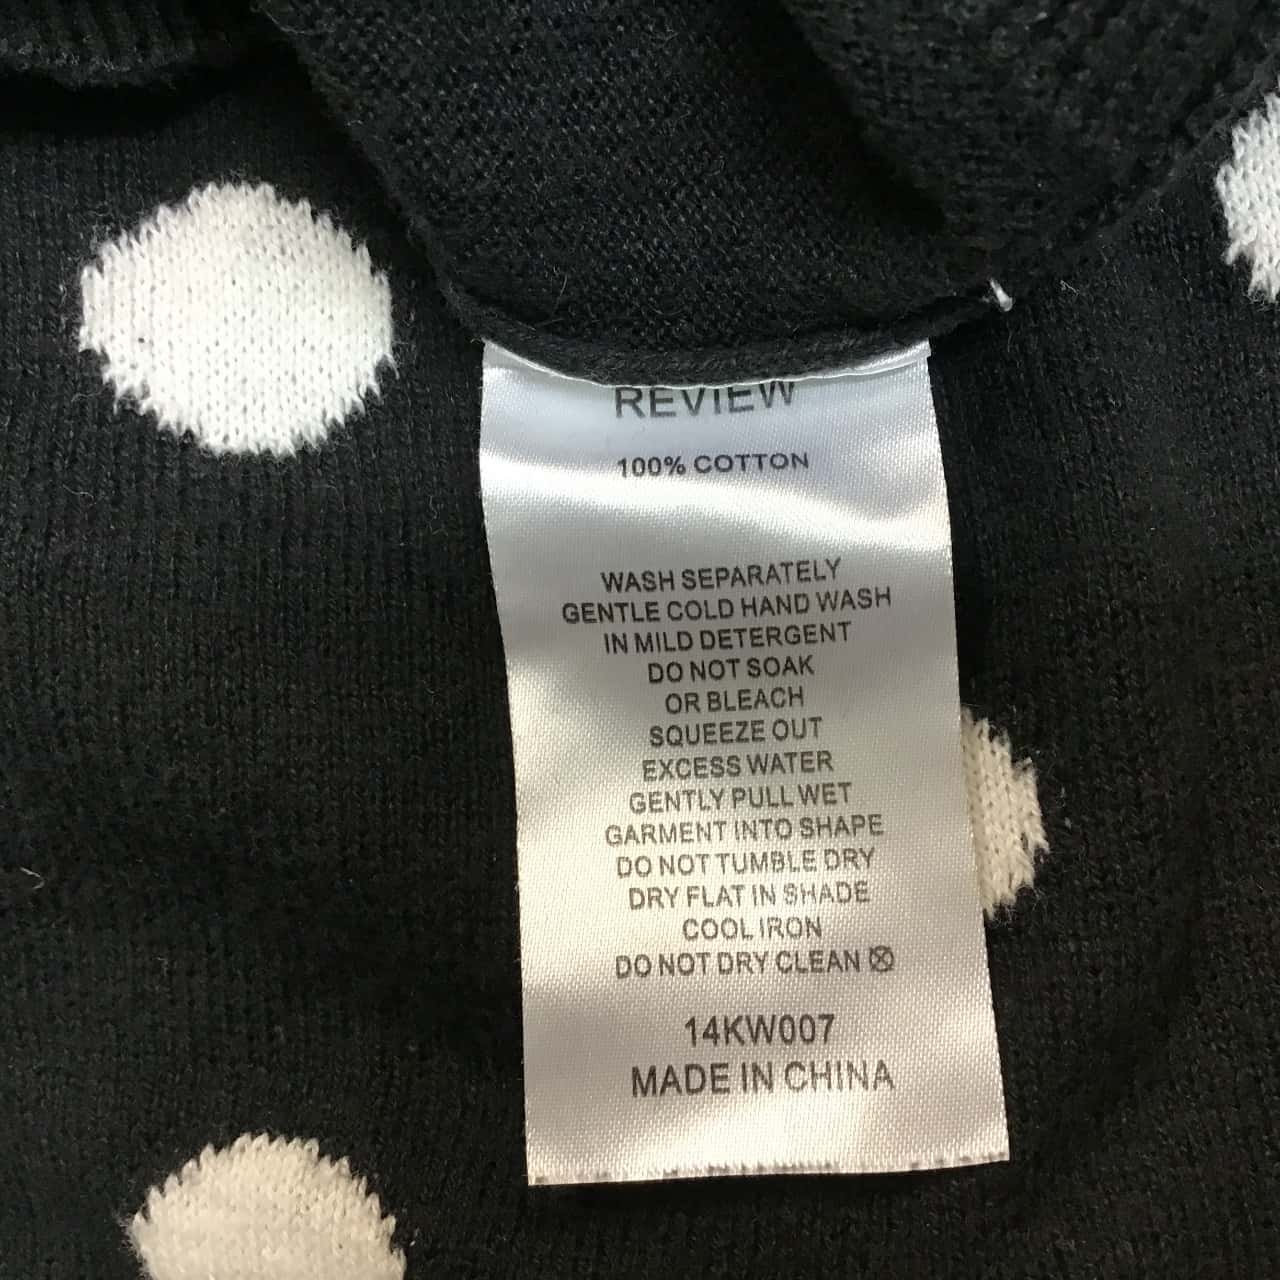 REVIEW
100% COTTON
WASH SEPARATELY
GENTLE COLD HAND WASH
IN MILD DETERGENT
DO NOT SOAK
OR BLEACH
SQUEEZE OUT
EXCESS WATER
GENTLY PULL WET
GARMENT INTO SHAPE
DO NOT TUMBLE DRY
DRY FLAT IN SHADE
COOL IRON
DO NOT DRY CLEAN
14KW007
MADE IN CHINA